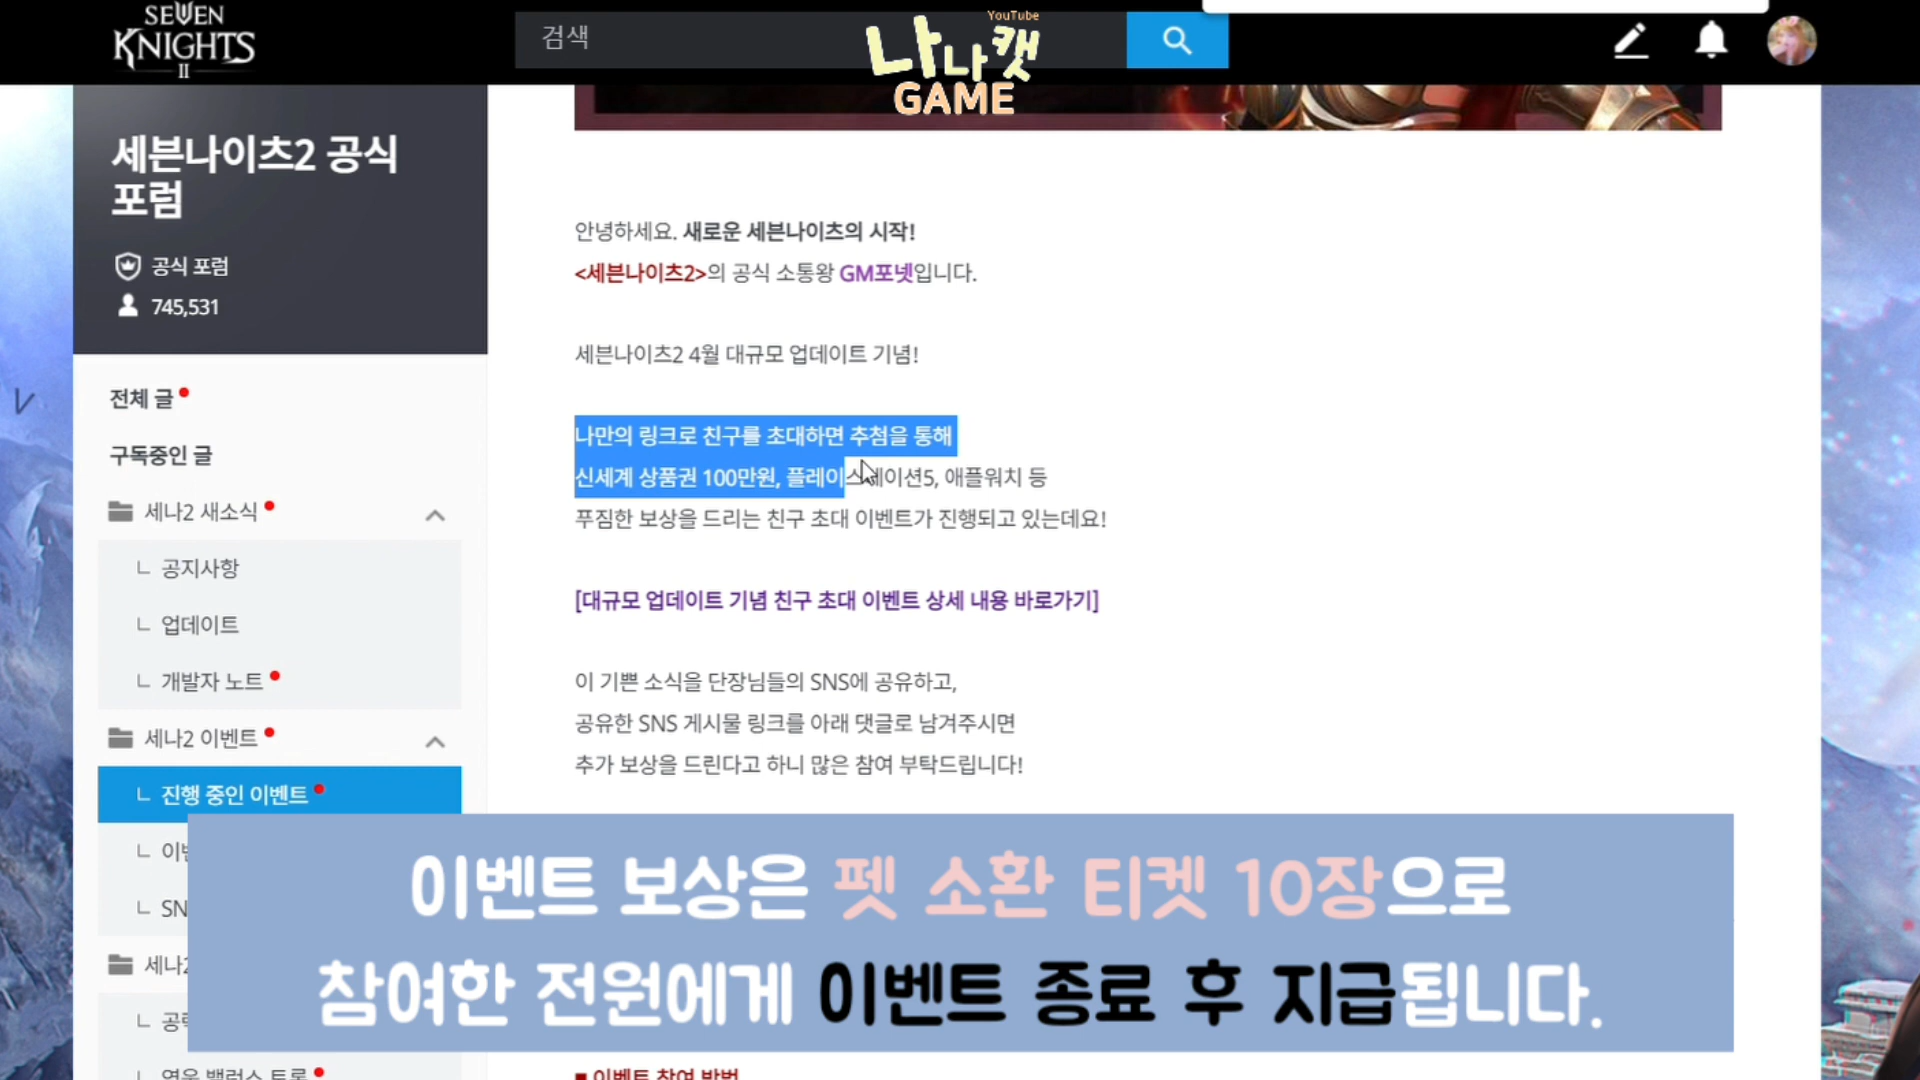 SEVEN
KNIGHTS
II
검색
YouTube
나나캣
GAME
세븐나이츠2 공식
포럼
공식 포럼
745,531
전체 글
구독중인 글
세나2 새소식
ㄴ 공지사항
ㄴ 업데이트
ㄴ 개발자 노트
세나2 이벤트
ㄴ 진행 중인 이벤트
안녕하세요. 새로운 세븐나이츠의 시작!
<세븐나이츠2>의 공식 소통왕 GM포넷입니다.
세븐나이츠2 4월 대규모 업데이트 기념!
나만의 링크로 친구를 초대하면 추첨을 통해
신세계 상품권 100만원, 플레이스테이션5, 애플워치 등
푸짐한 보상을 드리는 친구 초대 이벤트가 진행되고 있는데요!
[대규모 업데이트 기념 친구 초대 이벤트 상세 내용 바로가기]
이 기쁜 소식을 단장님들의 SNS에 공유하고,
공유한 SNS 게시물 링크를 아래 댓글로 남겨주시면
추가 보상을 드린다고 하니 많은 참여 부탁드립니다!
이벤트 보상은 펫 소환 티켓 10장으로
참여한 전원에게 이벤트 종료 후 지급됩니다.
ㄴ SN
세나2
■ 이벤트 참여 방법